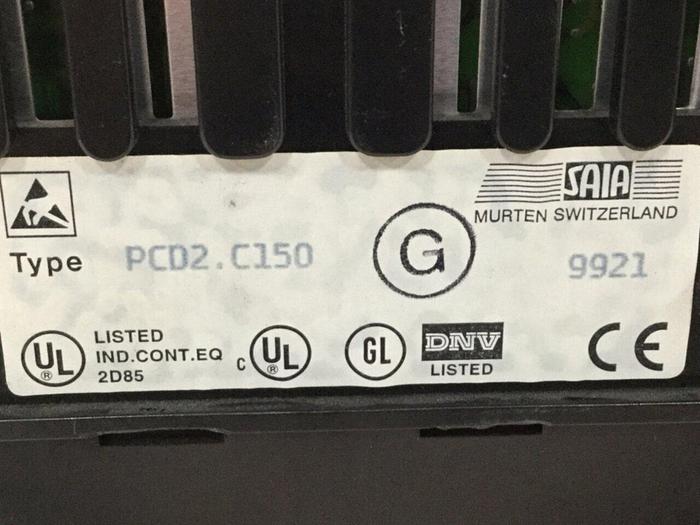 SAIA
MURTEN SWITZERLAND
Type PCD2.C150 G 9921
UL® LISTED IND.CONT.EQ 2D85
c UL®
GL
DNV
LISTED
CE